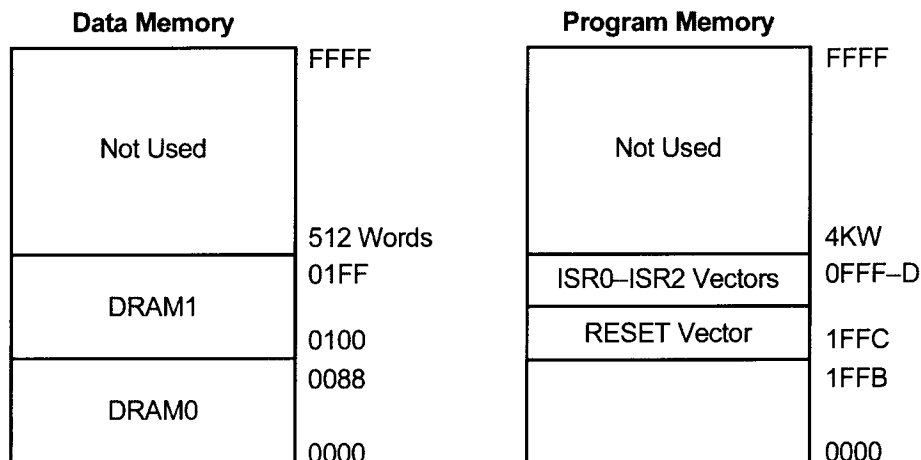 Data Memory
FFFF
Not Used
512 Words
01FF
DRAM1
0100
0088
DRAM0
0000
Program Memory
FFFF
Not Used
4KW
ISR0–ISR2 Vectors
0FFF–D
RESET Vector
1FFC
1FFB
0000